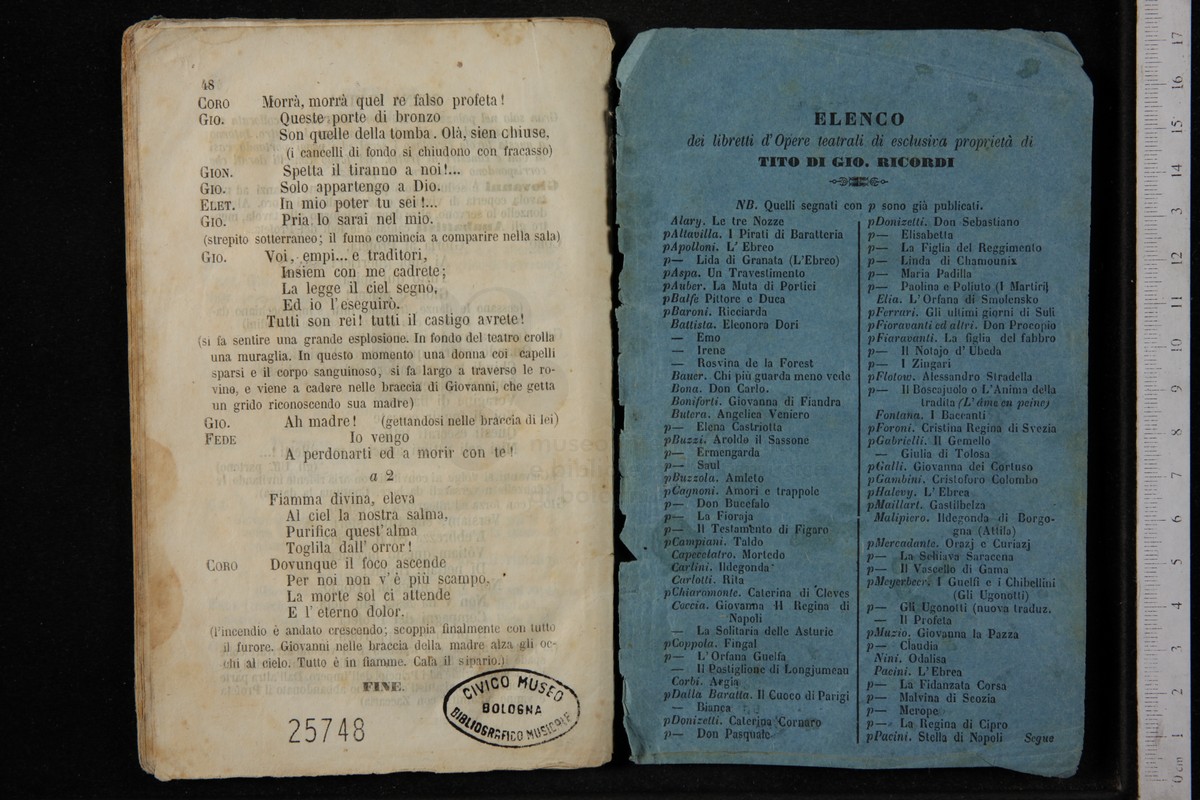 48
CORO Morrà, morrà quel re falso profeta!
GIO. Queste porte di bronzo
Son quelle della tomba. Olà, sien chiuse.
(i cancelli di fondo si chiudono con fracasso)
GION. Spetta il tiranno a noi!...
GIO. Solo appartengo a Dio.
ELET. In mio poter tu sei!...
GIO. Pria lo sarai nel mio.
(strepito sotterraneo; il fumo comincia a comparire nella sala)
GIO. Voi, empi... e traditori,
Insiem con me cadrete;
La legge il ciel segnò,
Ed io l'eseguirò.
Tutti son rei! tutti il castigo avrete!
(si fa sentire una grande esplosione. In fondo del teatro crolla
una muraglia. In questo momento una donna coi capelli
sparsi e il corpo sanguinoso, si fa largo a traverso le ro-
vine, e viene a cadere nelle braccia di Giovanni, che getta
un grido riconoscendo sua madre)
GIO. Ah madre! (gettandosi nelle braccia di lei)
FEDE Io vengo
A perdonarti ed a morir con te!
a 2
Fiamma divina, eleva
Al ciel la nostra salma,
Purifica quest'alma
Toglila dall'orror!
CORO Dovunque il foco ascende
Per noi non v'è più scampo,
La morte sol ci attende
E l'eterno dolor.
(l'incendio è andato crescendo; scoppia finalmente con tutto
il furore. Giovanni nelle braccia della madre alza gli oc-
chi al cielo. Tutto è in fiamme. Cala il sipario.)
FINE.
25748
CIVICO MUSEO
BOLOGNA
BIBLIOGRAFICO MUSICALE
ELENCO
dei libretti d'Opere teatrali di esclusiva proprietà di
TITO DI GIO. RICORDI
NB. Quelli segnati con p sono già publicati.
Alary. Le tre Nozze
pAltavilla. I Pirati di Baratteria
pApolloni. L'Ebreo
p— Lida di Granata (L'Ebreo)
pAspa. Un Travestimento
pAuber. La Muta di Portici
pBalfe Pittore e Duca
pBaroni. Ricciarda
Battista. Eleonora Dori
— Emo
— Irene
— Rosvina de la Forest
Bauer. Chi più guarda meno vede
Bona. Don Carlo.
Boniforti. Giovanna di Fiandra
Butera. Angelica Veniero
p— Elena Castriotta
pBuzzi. Aroldo il Sassone
p— Ermengarda
p— Saul
pBuzzola. Amleto
pCagnoni. Amori e trappole
p— Don Bucefalo
p— La Fioraja
p— Il Testamento di Figaro
pCampiani. Taldo
Capecelatro. Mortedo
Carlini. Ildegonda
Carlotti. Rita
pChiaromonte. Caterina di Cleves
Coccia. Giovanna II Regina di
Napoli
— La Solitaria delle Asturie
pCoppola. Fingal
p— L'Orfana Guelfa
— Il Postiglione di Longjumeau
Corbi. Argia
pDalla Baratta. Il Cuoco di Parigi
— Bianca
pDonizetti. Caterina Cornaro
p— Don Pasquale
pDonizetti. Don Sebastiano
p— Elisabetta
p— La Figlia del Reggimento
p— Linda di Chamounix
p— Maria Padilla
p— Paolina e Poliuto (I Martiri)
Elia. L'Orfana di Smolensko
pFerrari. Gli ultimi giorni di Suli
pFioravanti ed altri. Don Procopio
pFioravanti. La figlia del fabbro
p— Il Notajo d'Ubeda
p— I Zingari
pFlotow. Alessandro Stradella
p— Il Boscajuolo o L'Anima della
tradita (L'âme en peine)
Fontana. I Baccanti
pForoni. Cristina Regina di Svezia
pGabrielli. Il Gemello
— Giulia di Tolosa
pGalli. Giovanna dei Cortuso
pGambini. Cristoforo Colombo
pHalevy. L'Ebrea
pMaillart. Gastibelza
Malipiero. Ildegonda di Borgo-
gna (Attila)
pMercadante. Orazj e Curiazj
p— La Schiava Saracena
p— Il Vascello di Gama
pMeyerbeer. I Guelfi e i Ghibellini
(Gli Ugonotti)
p— Gli Ugonotti (nuova traduz.
— Il Profeta
pMuzio. Giovanna la Pazza
p— Claudia
Nini. Odalisa
Pacini. L'Ebrea
p— La Fidanzata Corsa
p— Malvina di Scozia
p— Merope
p— La Regina di Cipro
pPacini. Stella di Napoli Segue
0 cm 1 2 3 4 5 6 7 8 9 10 11 12 13 14 15 16 17